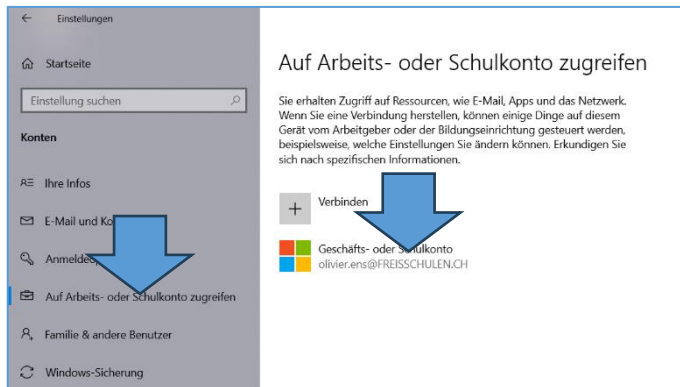 Einstellungen
Startseite
Einstellung suchen
Konten
Ihre Infos
E-Mail und
Auf Arbeits- oder Schulkonto zugreifen
Familie & andere Benutzer
Windows-Sicherung
Auf Arbeits- oder Schulkonto zugreifen
Sie erhalten Zugriff auf Ressourcen, wie E-Mail, Apps und das Netzwerk.
Wenn Sie eine Verbindung herstellen, können einige Dinge auf diesem
Gerät vom Arbeitgeber oder der Bildungseinrichtung gesteuert werden,
beispielsweise, welche Einstellungen Sie ändern können. Erkundigen Sie
sich nach spezifischen Informationen.
Verbinden
Geschäfts- oder Schulkonto
olivier.ens@FREISSCHULEN.CH